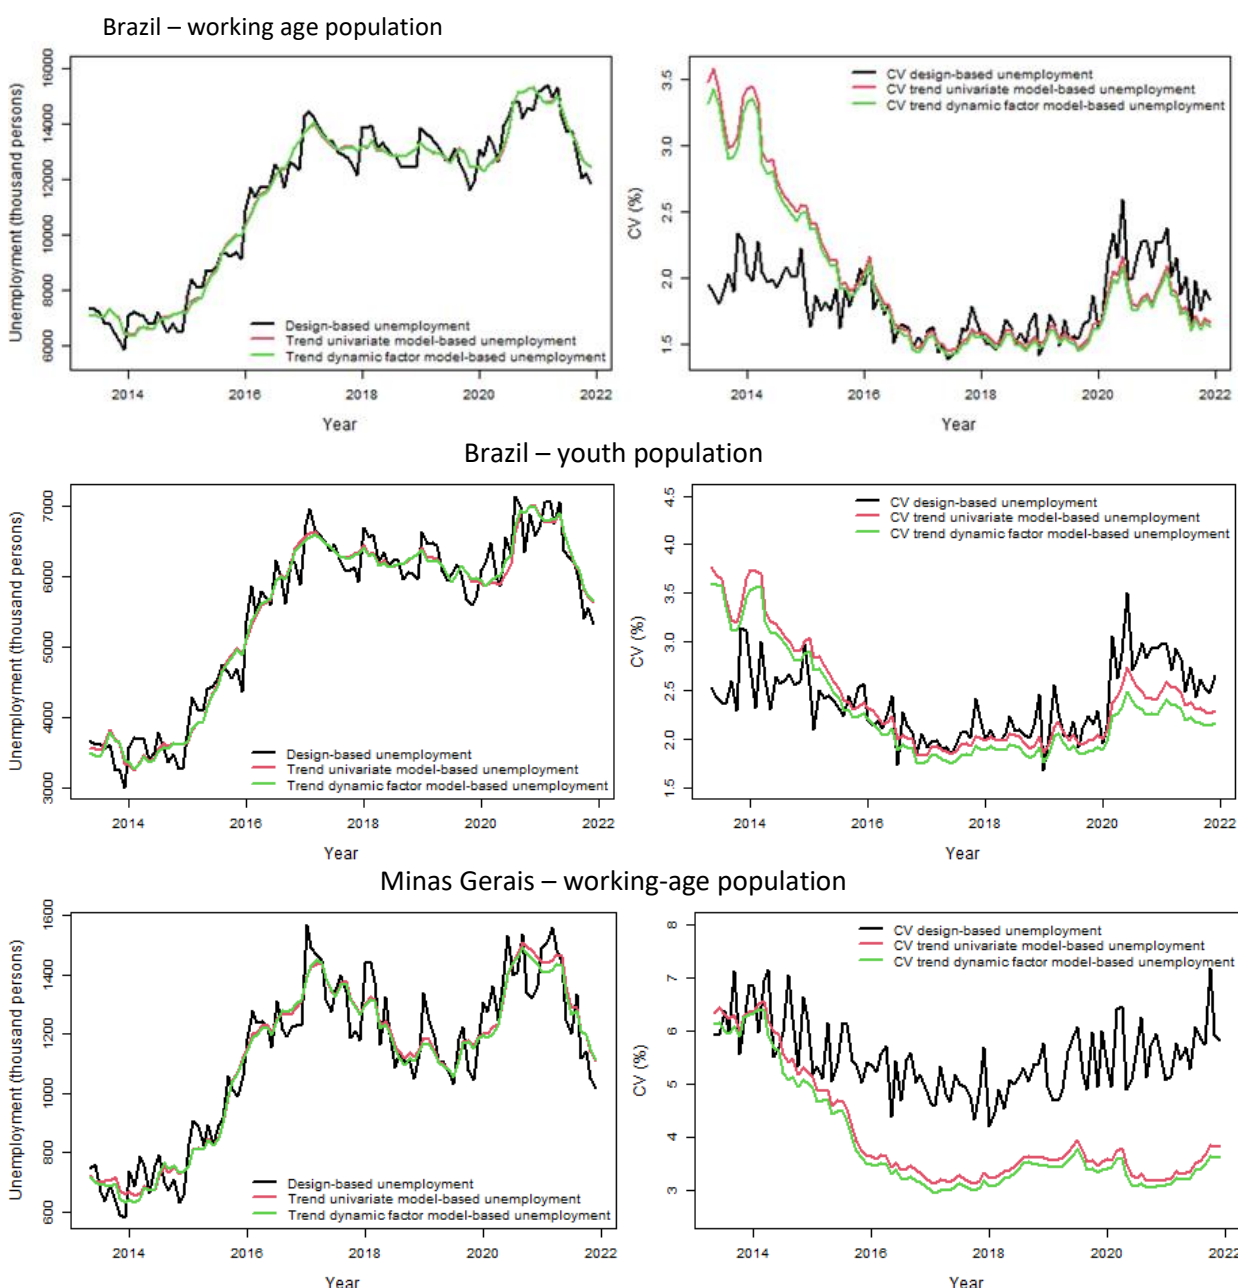 Brazil – working age population
Unemployment (thousand persons)
16000
14000
12000
10000
8000
6000
Design-based unemployment
Trend univariate model-based unemployment
Trend dynamic factor model-based unemployment
2014 2016 2018 2020 2022
Year
CV (%)
3.5
3.0
2.5
2.0
1.5
CV design-based unemployment
CV trend univariate model-based unemployment
CV trend dynamic factor model-based unemployment
2014 2016 2018 2020 2022
Year
Brazil – youth population
Unemployment (thousand persons)
7000
6000
5000
4000
3000
Design-based unemployment
Trend univariate model-based unemployment
Trend dynamic factor model-based unemployment
2014 2016 2018 2020 2022
Year
CV (%)
4.5
4.0
3.5
3.0
2.5
2.0
1.5
CV design-based unemployment
CV trend univariate model-based unemployment
CV trend dynamic factor model-based unemployment
2014 2016 2018 2020 2022
Year
Minas Gerais – working-age population
Unemployment (thousand persons)
1600
1400
1200
1000
800
600
Design-based unemployment
Trend univariate model-based unemployment
Trend dynamic factor model-based unemployment
2014 2016 2018 2020 2022
Year
CV (%)
8
7
6
5
4
3
CV design-based unemployment
CV trend univariate model-based unemployment
CV trend dynamic factor model-based unemployment
2014 2016 2018 2020 2022
Year